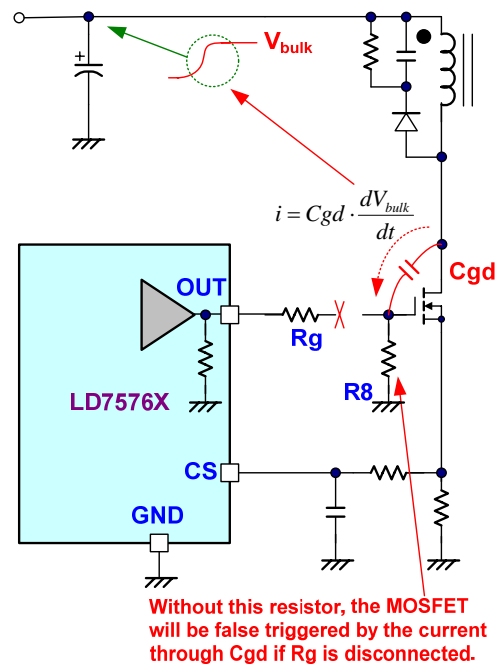 +
Vbulk
i = Cgd · dVbulk/dt
Cgd
OUT
Rg
R8
LD7576X
CS
GND
Without this resistor, the MOSFET
will be false triggered by the current
through Cgd if Rg is disconnected.